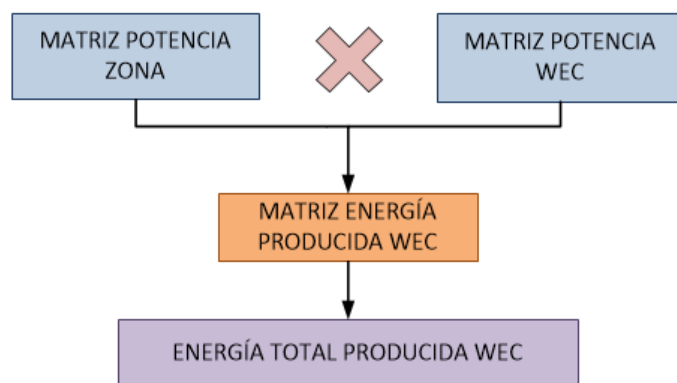 MATRIZ POTENCIA
ZONA
MATRIZ POTENCIA
WEC
MATRIZ ENERGÍA
PRODUCIDA WEC
ENERGÍA TOTAL PRODUCIDA WEC